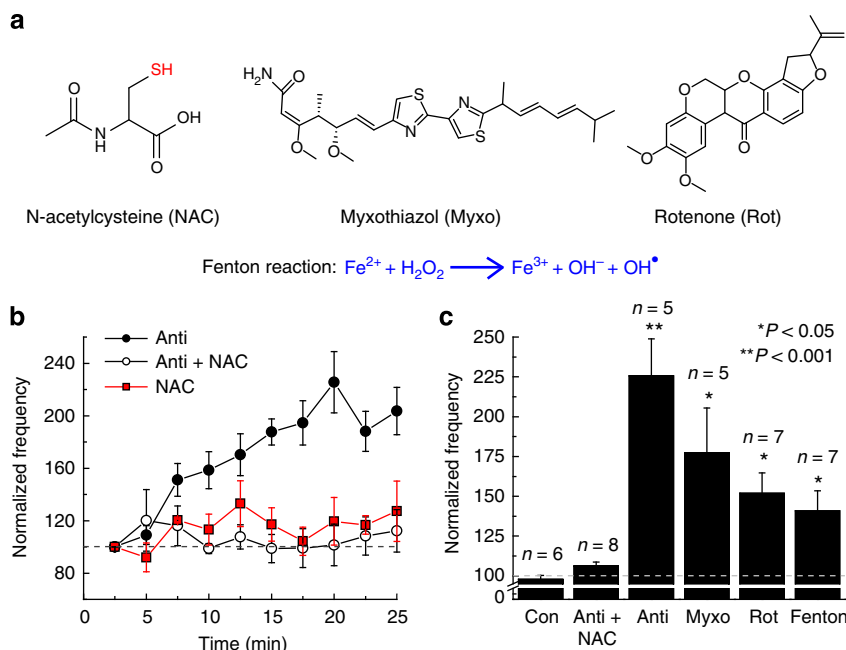 a
SH
O
N
H
OH
O
H₂N
O
O
O
S
N
N
S
O
O
O
O
O
O
O
N-acetylcysteine (NAC)
Myxothiazol (Myxo)
Rotenone (Rot)
Fenton reaction: Fe²⁺ + H₂O₂ ⟶ Fe³⁺ + OH⁻ + OH•
b
Anti
Anti + NAC
NAC
Normalized frequency
240
200
160
120
80
0 5 10 15 20 25
Time (min)
c
n = 5
**
*P < 0.05
**P < 0.001
n = 5
*
n = 7
*
n = 7
*
n = 6
n = 8
Normalized frequency
250
225
175
150
100
0
Con
Anti + NAC
Anti
Myxo
Rot
Fenton